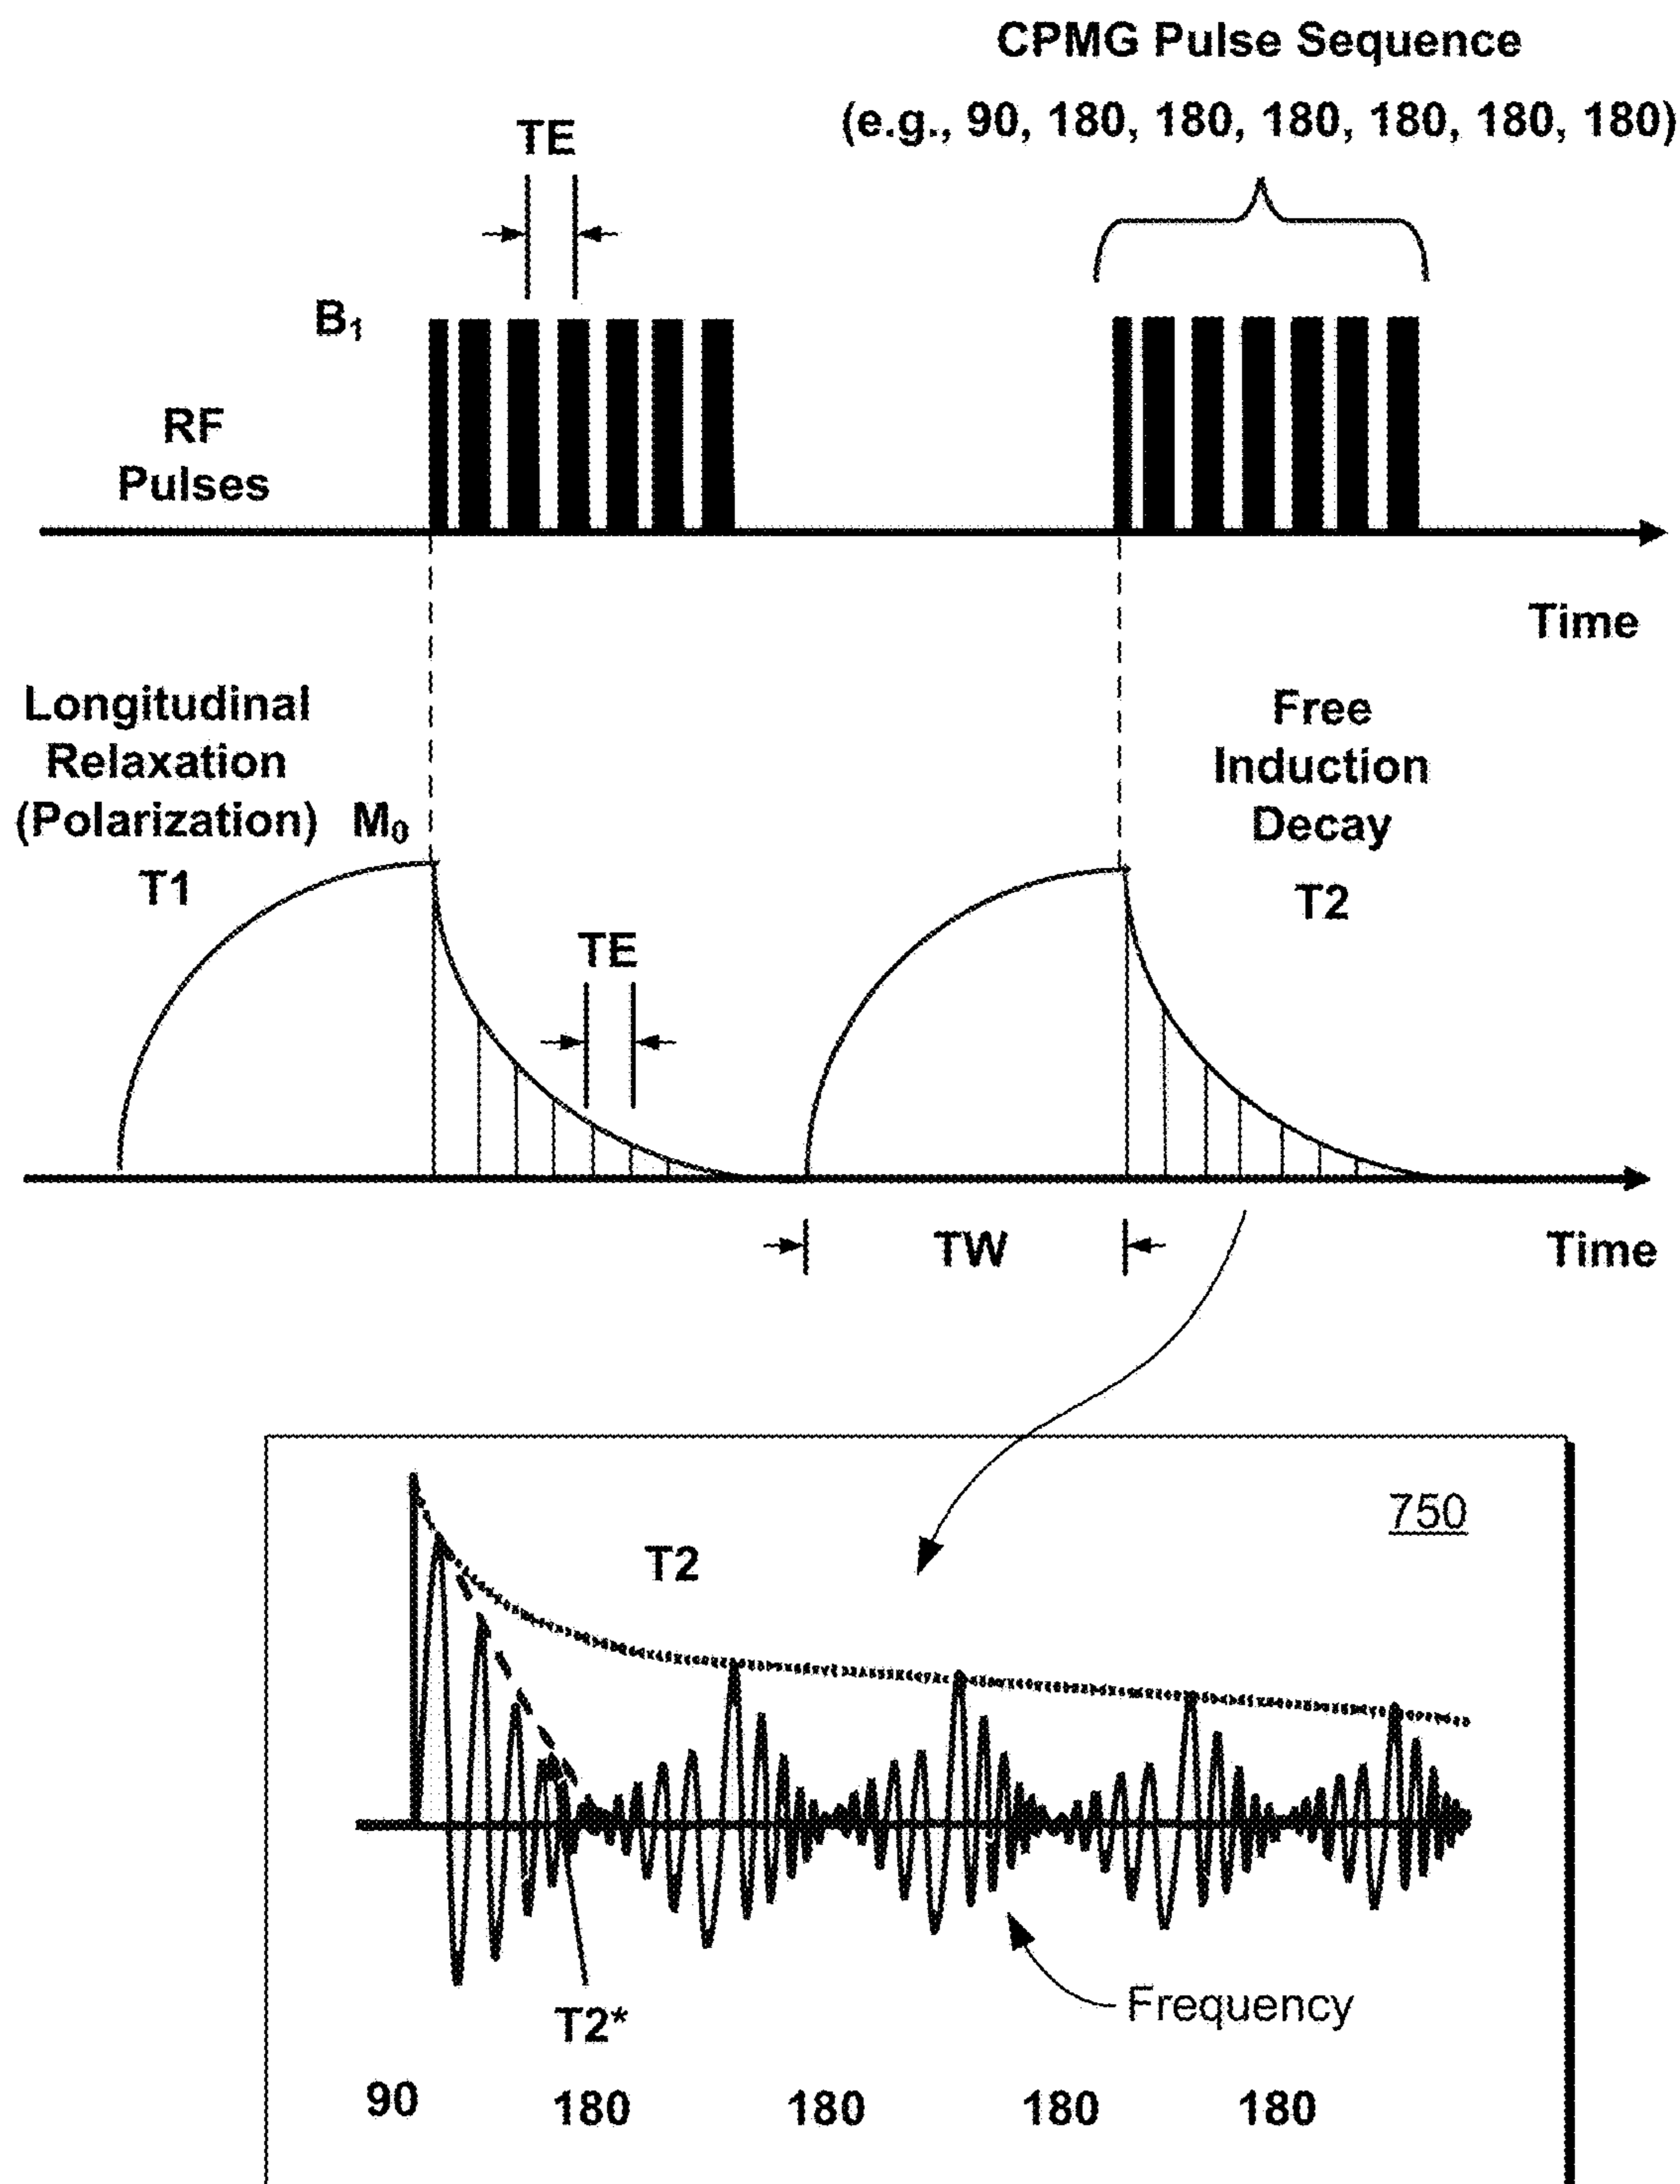 CPMG Pulse Sequence
(e.g., 90, 180, 180, 180, 180, 180, 180)
TE
B₁
RF
Pulses
Time
Longitudinal
Relaxation
(Polarization) M₀
T1
Free
Induction
Decay
T2
TE
TW
Time
750
T2
T2*
Frequency
90 180 180 180 180